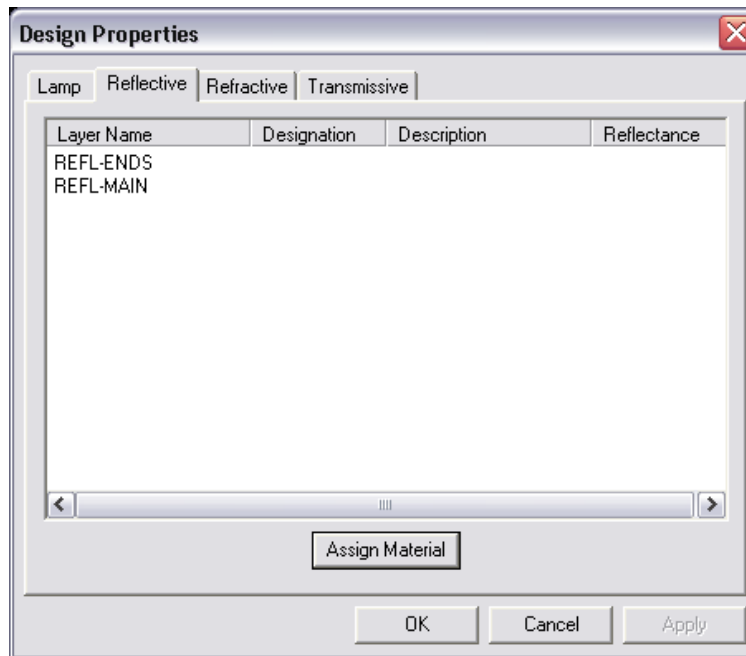 Design Properties
Lamp Reflective Refractive Transmissive
Layer Name Designation Description Reflectance
REFL-ENDS
REFL-MAIN
Assign Material
OK Cancel Apply